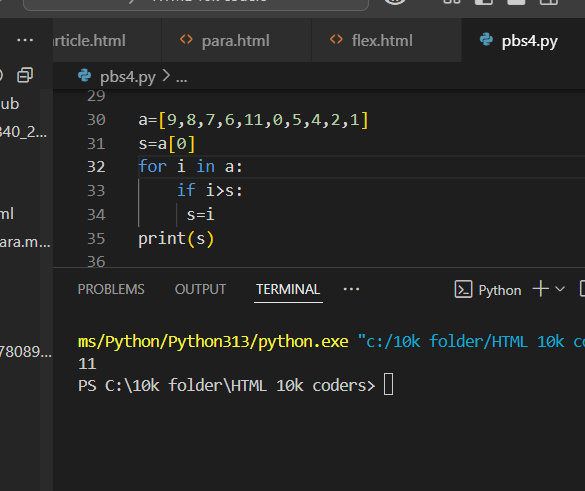 rticle.html para.html flex.html pbs4.py
pbs4.py > ...
ub
340_2...
ml
ara.m...
78089...
29
30 a=[9,8,7,6,11,0,5,4,2,1]
31 s=a[0]
32 for i in a:
33 if i>s:
34 s=i
35 print(s)
36
PROBLEMS OUTPUT TERMINAL ... Python
ms/Python/Python313/python.exe "c:/10k folder/HTML 10k co
11
PS C:\10k folder\HTML 10k coders>